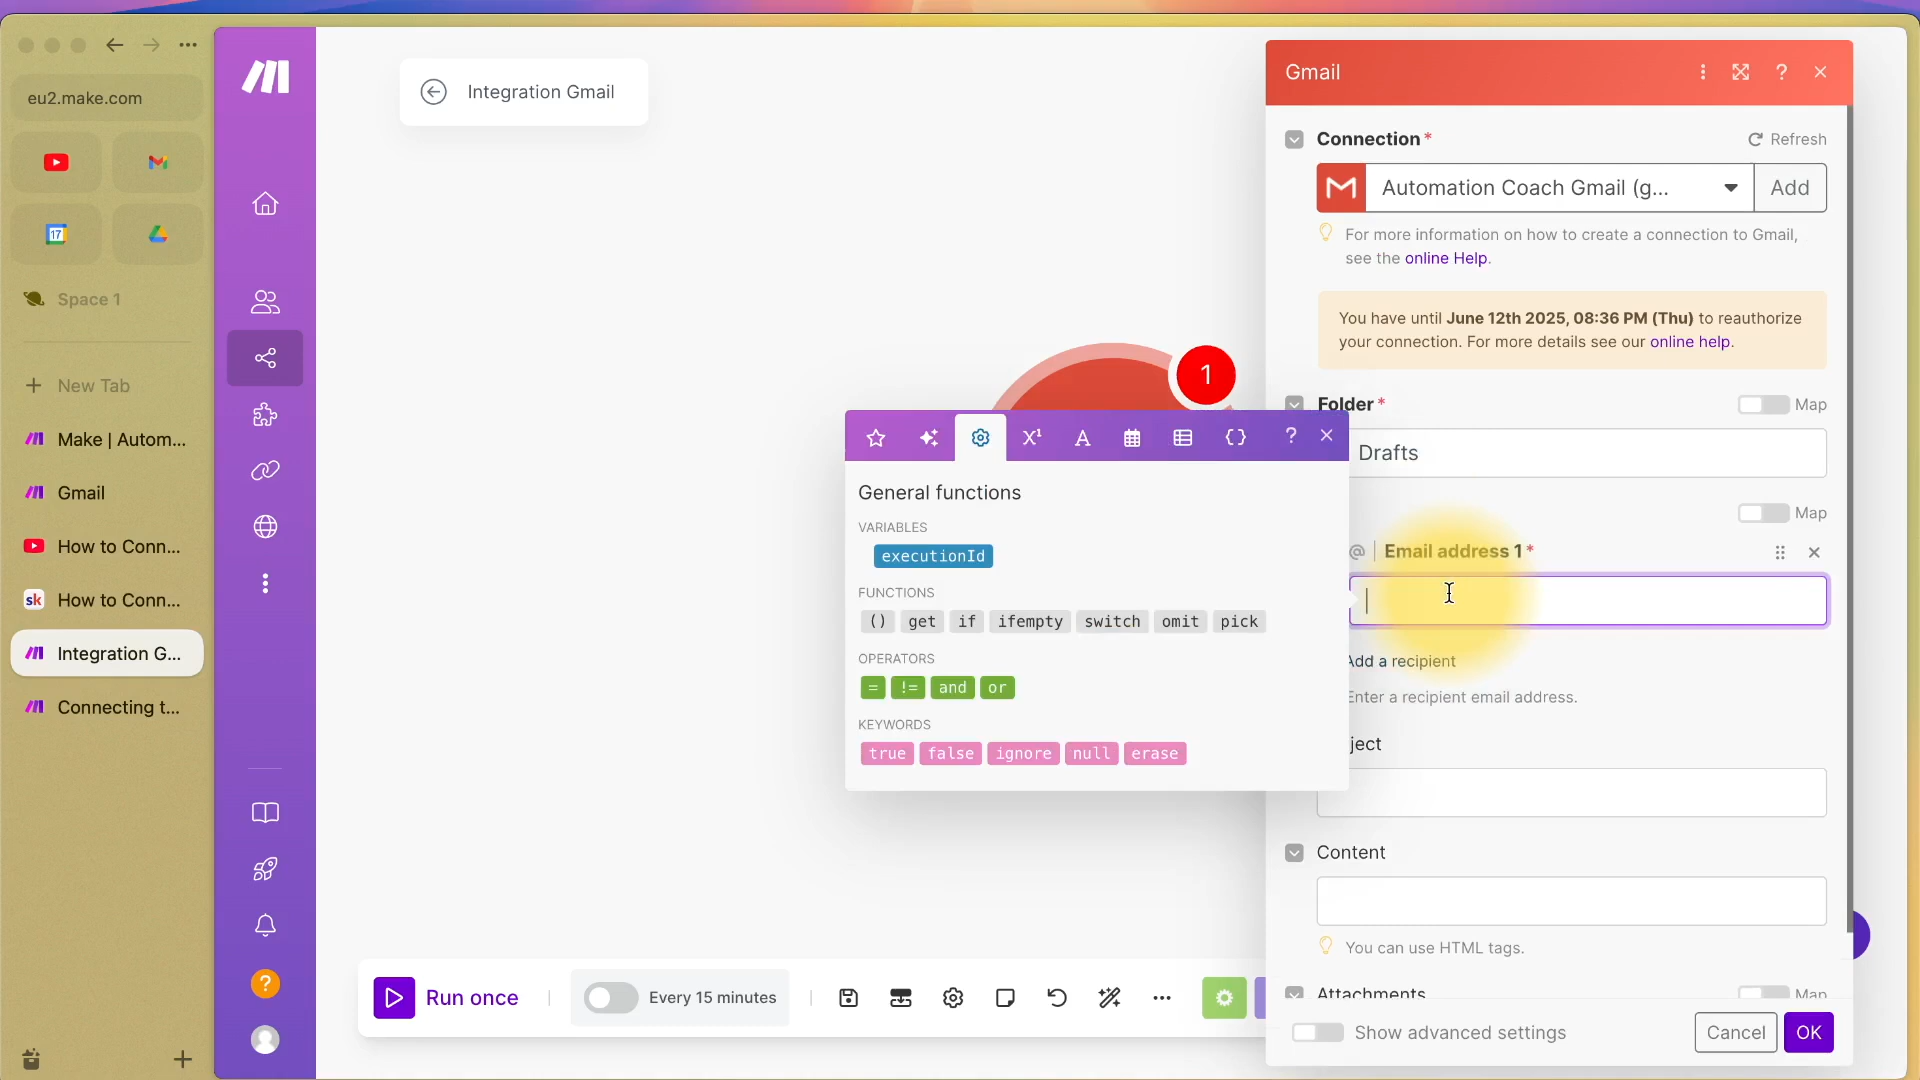 eu2.make.com
Space 1
New Tab
Make | Autom...
Gmail
How to Conn...
sk How to Conn...
Integration G...
Connecting t...
17
?
Integration Gmail
1
Gmail
?
Connection*
Refresh
Automation Coach Gmail (g...
Add
For more information on how to create a connection to Gmail,
see the online Help.
You have until June 12th 2025, 08:36 PM (Thu) to reauthorize
your connection. For more details see our online help.
Folder*
Map
Drafts
Map
@ Email address 1*
Add a recipient
Enter a recipient email address.
ject
Content
You can use HTML tags.
Attachments
Map
Show advanced settings
Cancel
OK
X¹ A ?
General functions
VARIABLES
executionId
FUNCTIONS
() get if ifempty switch omit pick
OPERATORS
= != and or
KEYWORDS
true false ignore null erase
Run once
Every 15 minutes